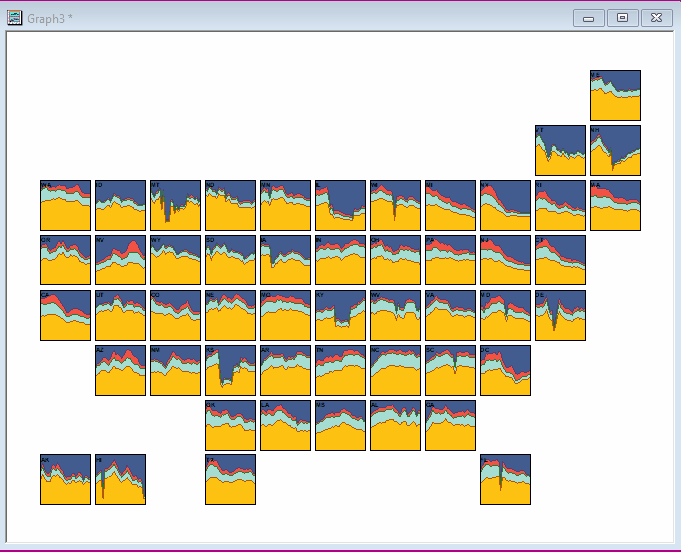 Graph3 *
ME
VT NH
WA ID MT ND MN IL WI MI NY RI MA
OR NV WY SD IA IN OH PA NJ CT
CA UT CO NE MO KY WV VA MD DE
AZ NM KS AR TN NC SC DC
OK LA MS AL GA
AK HI TX FL